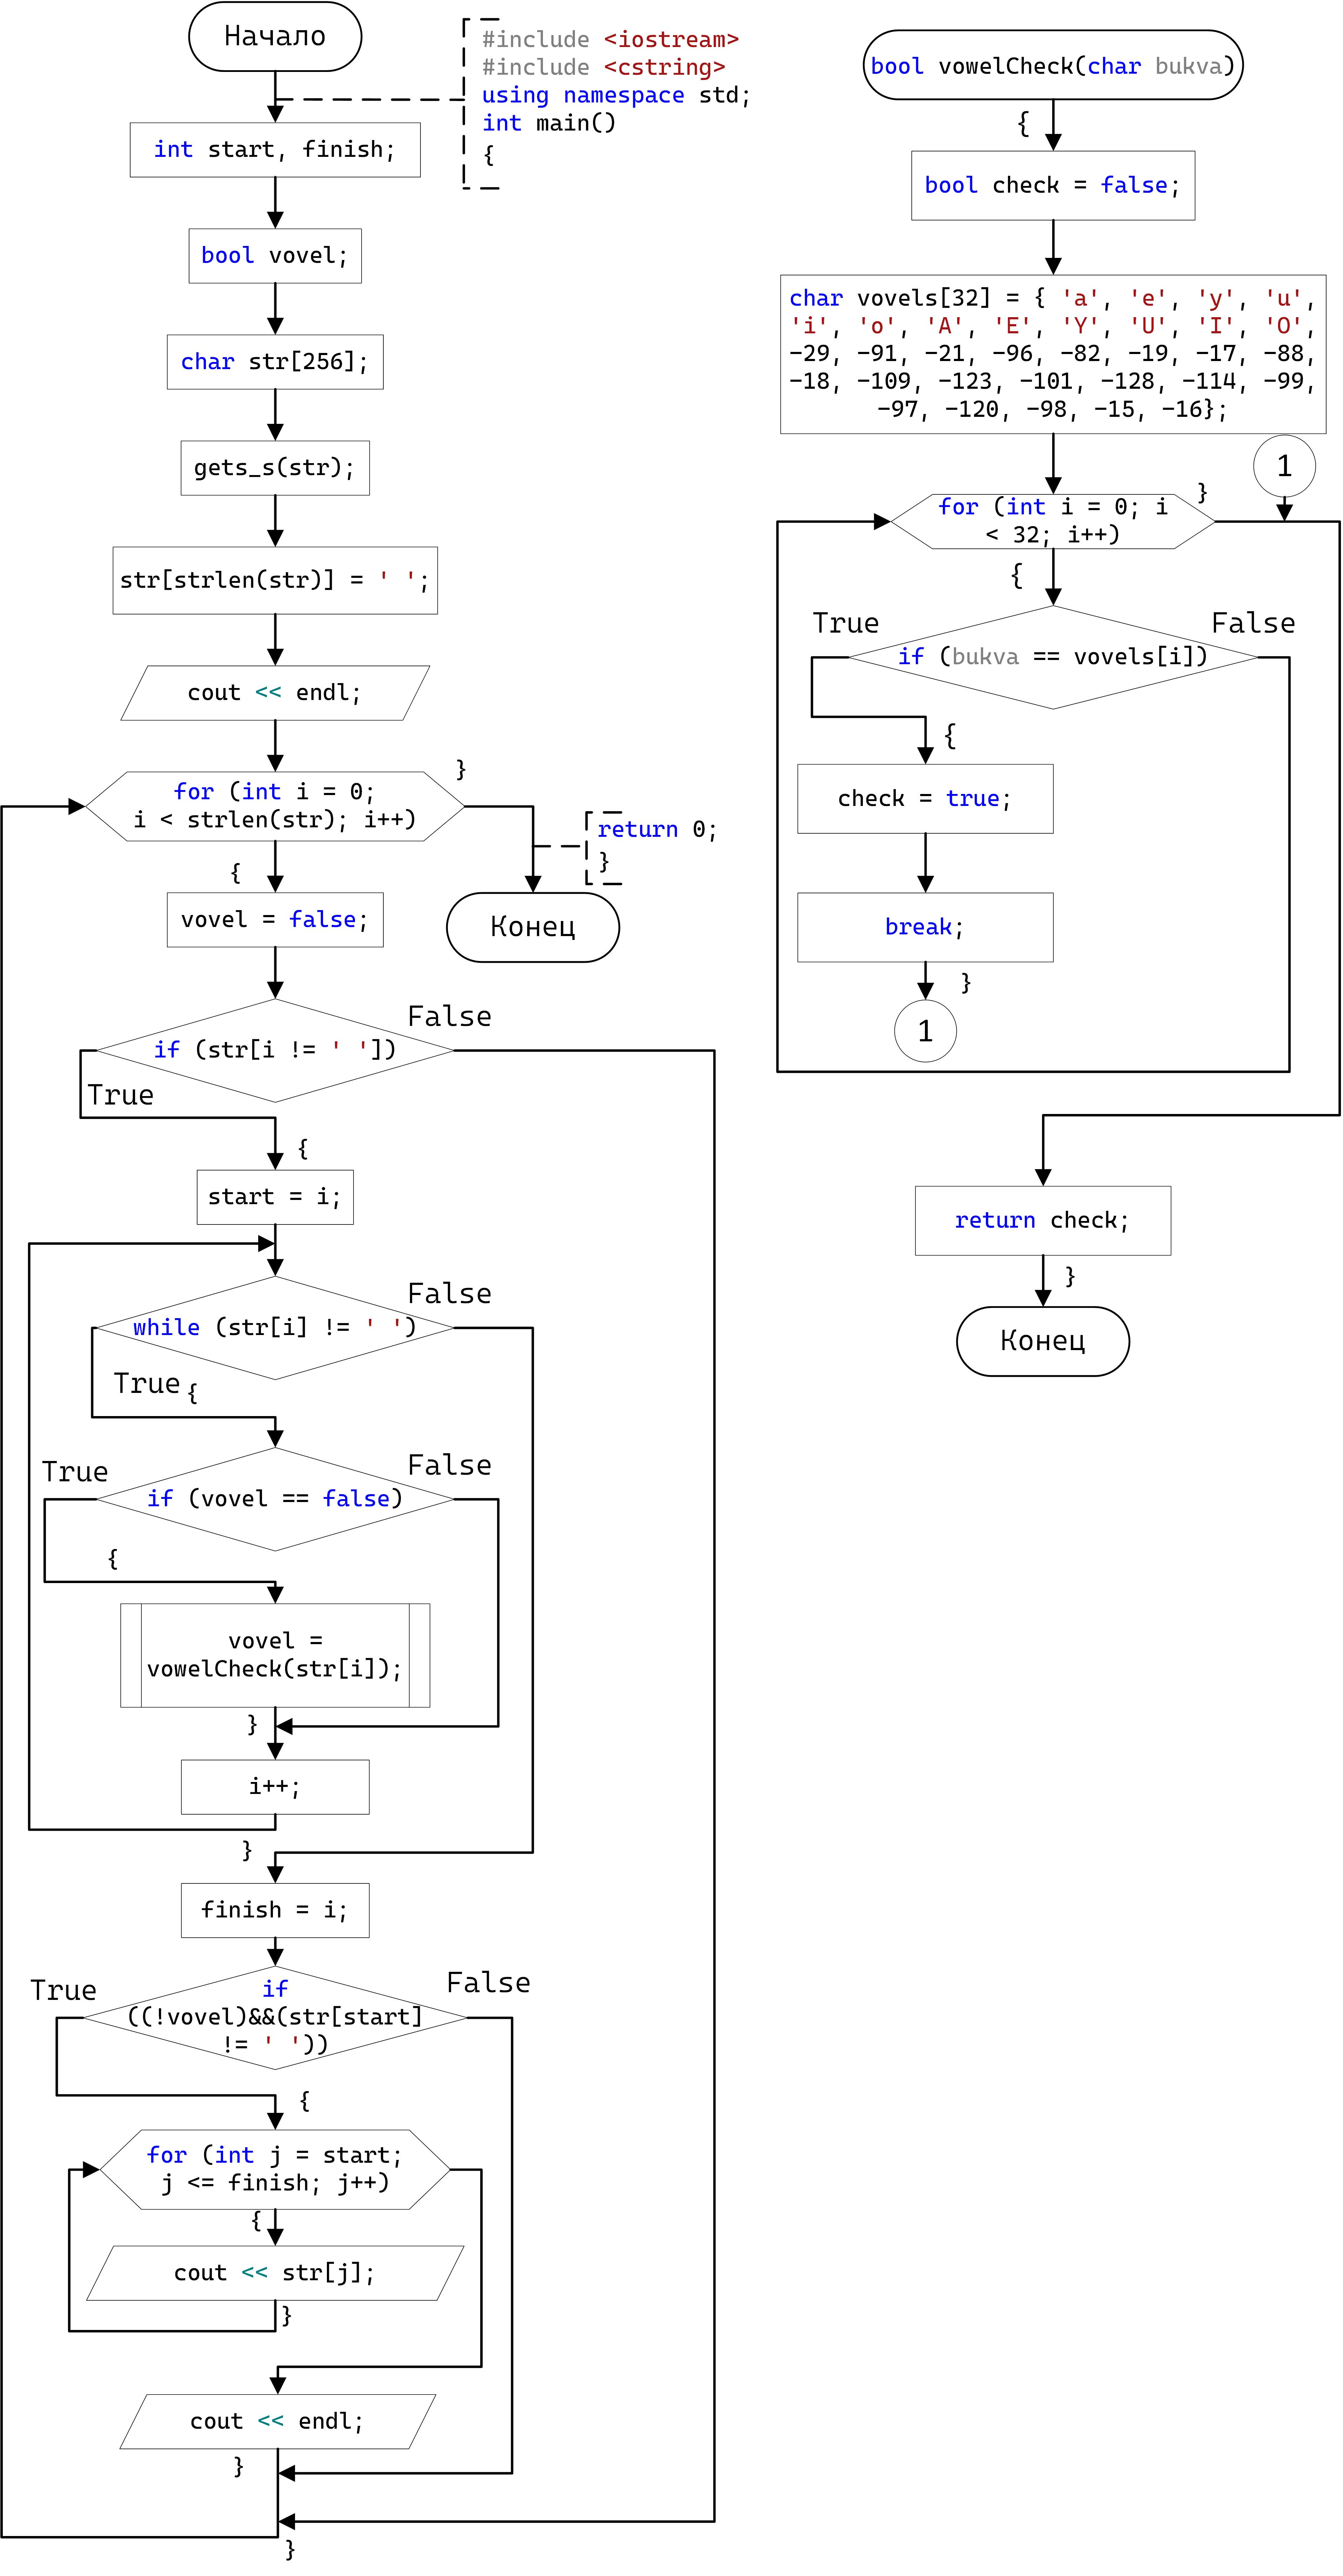 Начало
#include <iostream>
#include <cstring>
using namespace std;
int main()
{
int start, finish;
bool vovel;
char str[256];
gets_s(str);
str[strlen(str)] = ' ';
cout << endl;
for (int i = 0;
i < strlen(str); i++)
}
{
return 0;
}
Конец
vovel = false;
if (str[i != ' '])
False
True
{
start = i;
while (str[i] != ' ')
False
True
{
if (vovel == false)
True
False
{
vovel =
vowelCheck(str[i]);
}
i++;
}
finish = i;
if
((!vovel)&&(str[start]
!= ' '))
True
False
{
for (int j = start;
j <= finish; j++)
{
cout << str[j];
}
cout << endl;
}
}
bool vowelCheck(char bukva)
{
bool check = false;
char vovels[32] = { 'a', 'e', 'y', 'u',
'i', 'o', 'A', 'E', 'Y', 'U', 'I', 'O',
-29, -91, -21, -96, -82, -19, -17, -88,
-18, -109, -123, -101, -128, -114, -99,
-97, -120, -98, -15, -16};
1
for (int i = 0; i
< 32; i++)
}
{
True
False
if (bukva == vovels[i])
{
check = true;
break;
}
1
return check;
}
Конец